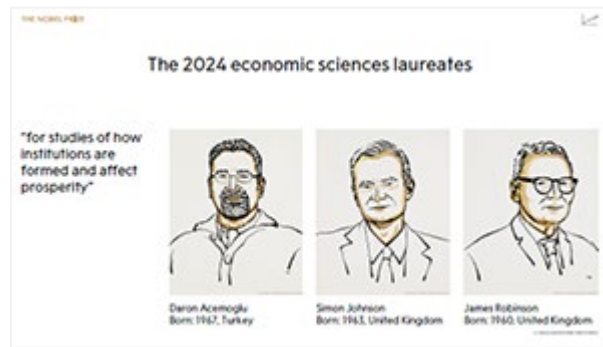 THE NOBEL PRIZE
The 2024 economic sciences laureates
"for studies of how
institutions are
formed and affect
prosperity"
Daron Acemoglu
Born: 1967, Turkey
Simon Johnson
Born: 1963, United Kingdom
James Robinson
Born: 1960, United Kingdom